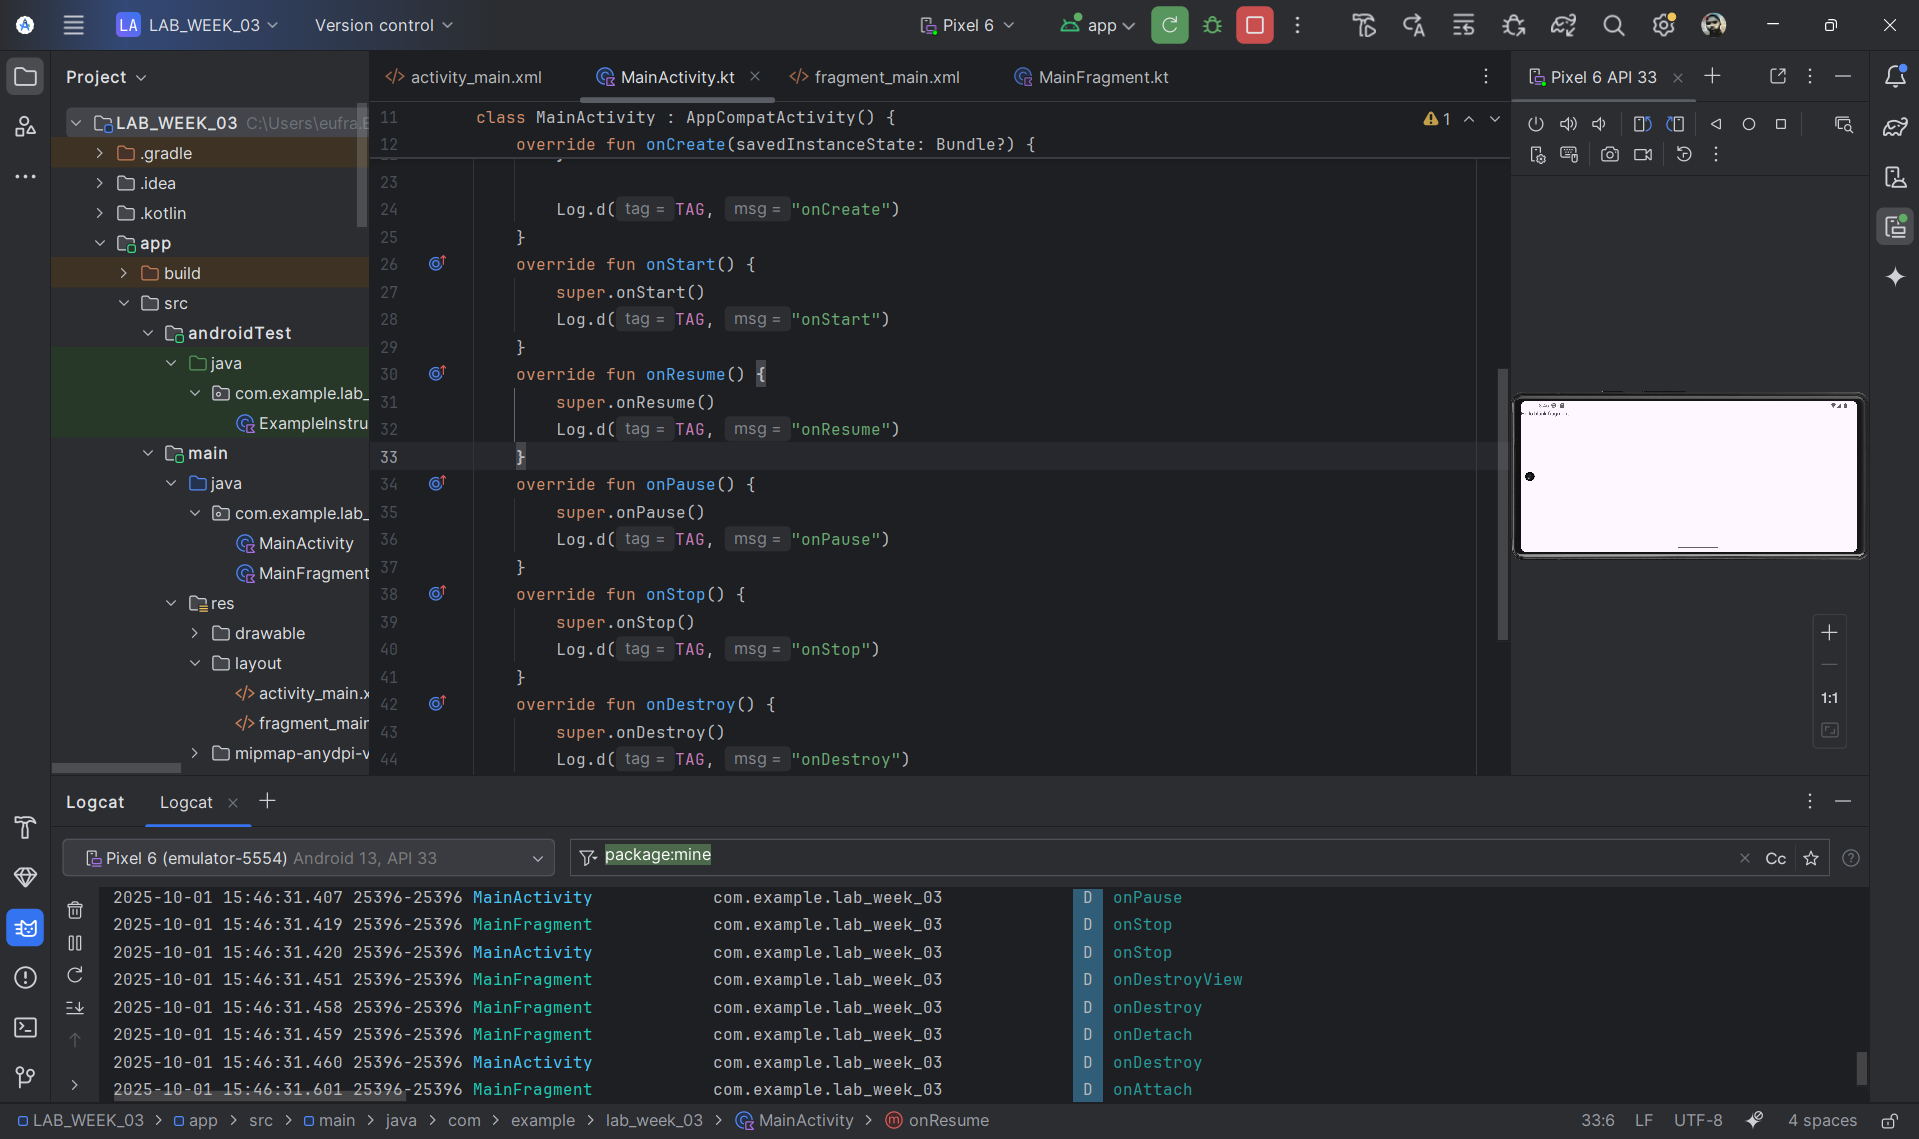 LA LAB_WEEK_03 Version control Pixel 6 app
Project
activity_main.xml MainActivity.kt fragment_main.xml MainFragment.kt
Pixel 6 API 33
LAB_WEEK_03 C:\Users\eufra.E
.gradle
.idea
.kotlin
app
build
src
androidTest
java
com.example.lab_
ExampleInstru
main
java
com.example.lab_
MainActivity
MainFragment
res
drawable
layout
activity_main.x
fragment_main
mipmap-anydpi-v
11 class MainActivity : AppCompatActivity() {
1
12 override fun onCreate(savedInstanceState: Bundle?) {
23
24 Log.d( tag = TAG, msg = "onCreate")
25 }
26 override fun onStart() {
27 super.onStart()
28 Log.d( tag = TAG, msg = "onStart")
29 }
30 override fun onResume() {
31 super.onResume()
32 Log.d( tag = TAG, msg = "onResume")
33 }
34 override fun onPause() {
35 super.onPause()
36 Log.d( tag = TAG, msg = "onPause")
37 }
38 override fun onStop() {
39 super.onStop()
40 Log.d( tag = TAG, msg = "onStop")
41 }
42 override fun onDestroy() {
43 super.onDestroy()
44 Log.d( tag = TAG, msg = "onDestroy")
1:1
Logcat Logcat
Pixel 6 (emulator-5554) Android 13, API 33 package:mine Cc
2025-10-01 15:46:31.407 25396-25396 MainActivity com.example.lab_week_03 D onPause
2025-10-01 15:46:31.419 25396-25396 MainFragment com.example.lab_week_03 D onStop
2025-10-01 15:46:31.420 25396-25396 MainActivity com.example.lab_week_03 D onStop
2025-10-01 15:46:31.451 25396-25396 MainFragment com.example.lab_week_03 D onDestroyView
2025-10-01 15:46:31.458 25396-25396 MainFragment com.example.lab_week_03 D onDestroy
2025-10-01 15:46:31.459 25396-25396 MainFragment com.example.lab_week_03 D onDetach
2025-10-01 15:46:31.460 25396-25396 MainActivity com.example.lab_week_03 D onDestroy
2025-10-01 15:46:31.601 25396-25396 MainFragment com.example.lab_week_03 D onAttach
LAB_WEEK_03 > app > src > main > java > com > example > lab_week_03 > MainActivity > onResume 33:6 LF UTF-8 4 spaces